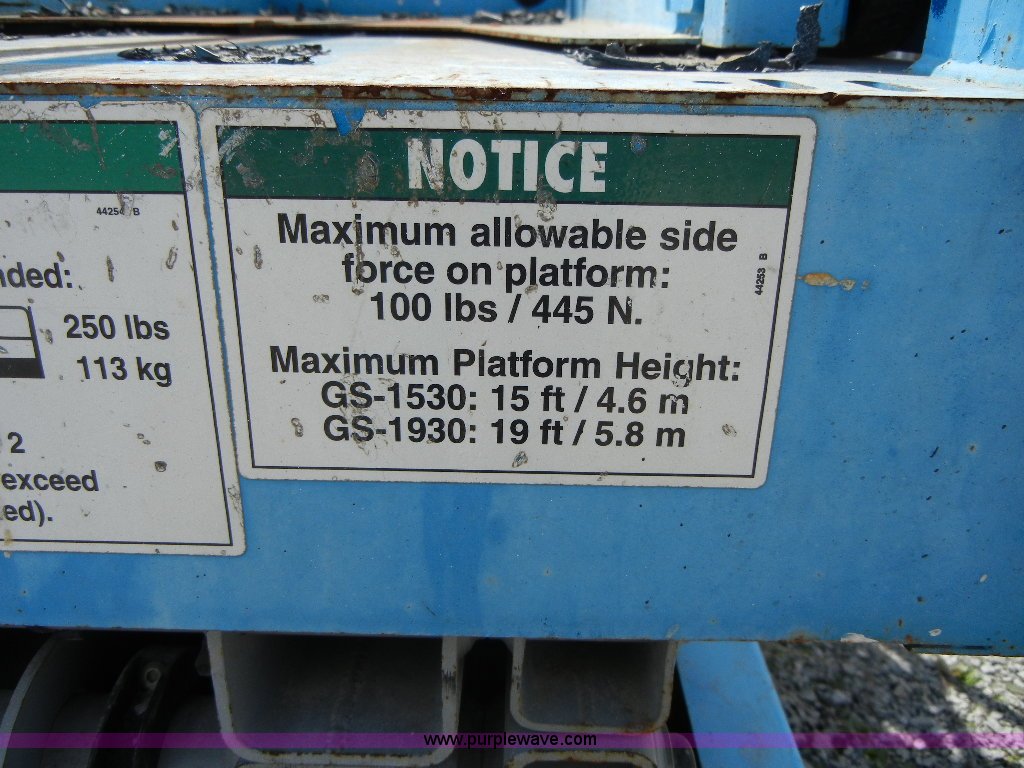 44254 B
nded:
250 lbs
113 kg
2
exceed
ed).
NOTICE
Maximum allowable side
force on platform:
100 lbs / 445 N.
Maximum Platform Height:
GS-1530: 15 ft / 4.6 m
GS-1930: 19 ft / 5.8 m
44253 B
www.purplewave.com